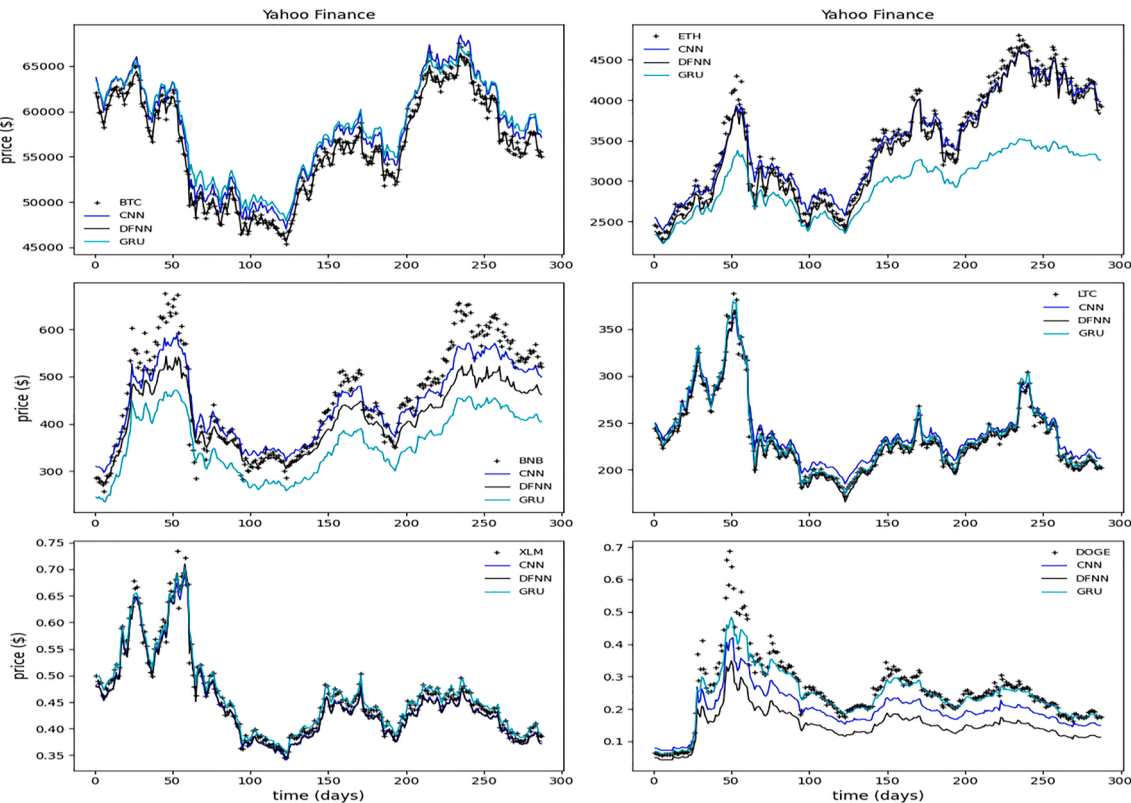 Yahoo Finance
price ($)
65000
60000
55000
50000
45000
BTC
CNN
DFNN
GRU
0 50 100 150 200 250 300
Yahoo Finance
4500
4000
3500
3000
2500
ETH
CNN
DFNN
GRU
0 50 100 150 200 250 300
price ($)
600
500
400
300
BNB
CNN
DFNN
GRU
0 50 100 150 200 250 300
350
300
250
200
LTC
CNN
DFNN
GRU
0 50 100 150 200 250 300
price ($)
0.75
0.70
0.65
0.60
0.55
0.50
0.45
0.40
0.35
XLM
CNN
DFNN
GRU
0 50 100 150 200 250 300
time (days)
0.7
0.6
0.5
0.4
0.3
0.2
0.1
DOGE
CNN
DFNN
GRU
0 50 100 150 200 250 300
time (days)